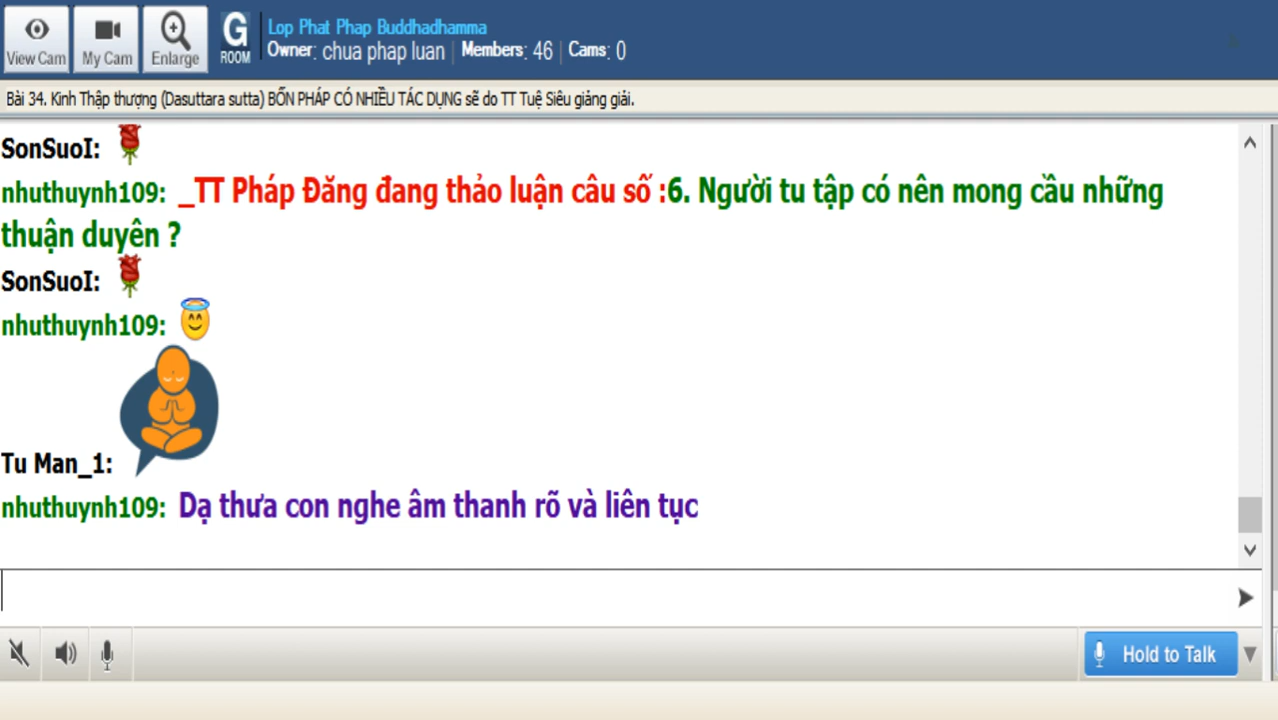 View Cam
My Cam
Enlarge
G
ROOM
Lop Phat Phap Buddhadhamma
Owner: chua phap luan | Members: 46 | Cams: 0
Bài 34. Kinh Thập thượng (Dasuttara sutta) BỐN PHÁP CÓ NHIỀU TÁC DỤNG sẽ do TT Tuệ Siêu giảng giải.
SonSuoI:
nhuthuynh109: _TT Pháp Đăng đang thảo luận câu số :6. Người tu tập có nên mong cầu những
thuận duyên ?
SonSuoI:
nhuthuynh109:
Tu Man_1:
nhuthuynh109: Dạ thưa con nghe âm thanh rõ và liên tục
Hold to Talk